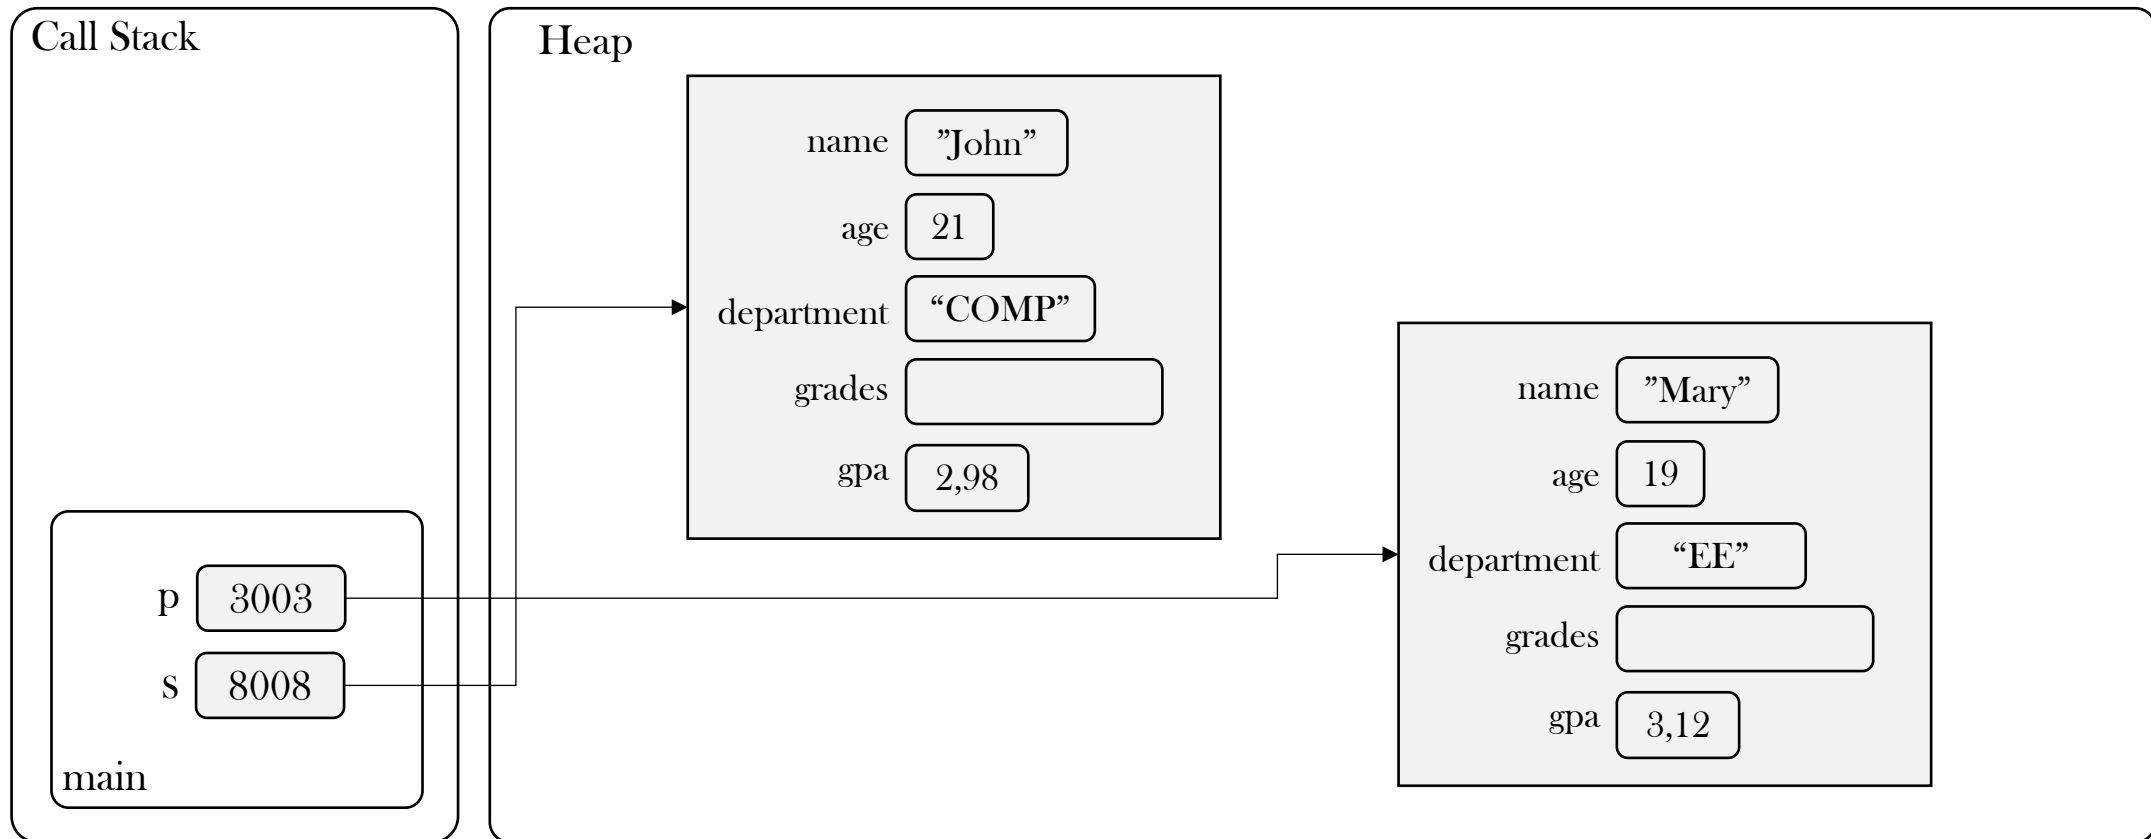 Call Stack
Heap
name ”John”
age 21
department “COMP”
grades
gpa 2,98
name ”Mary”
age 19
department “EE”
grades
gpa 3,12
p 3003
s 8008
main